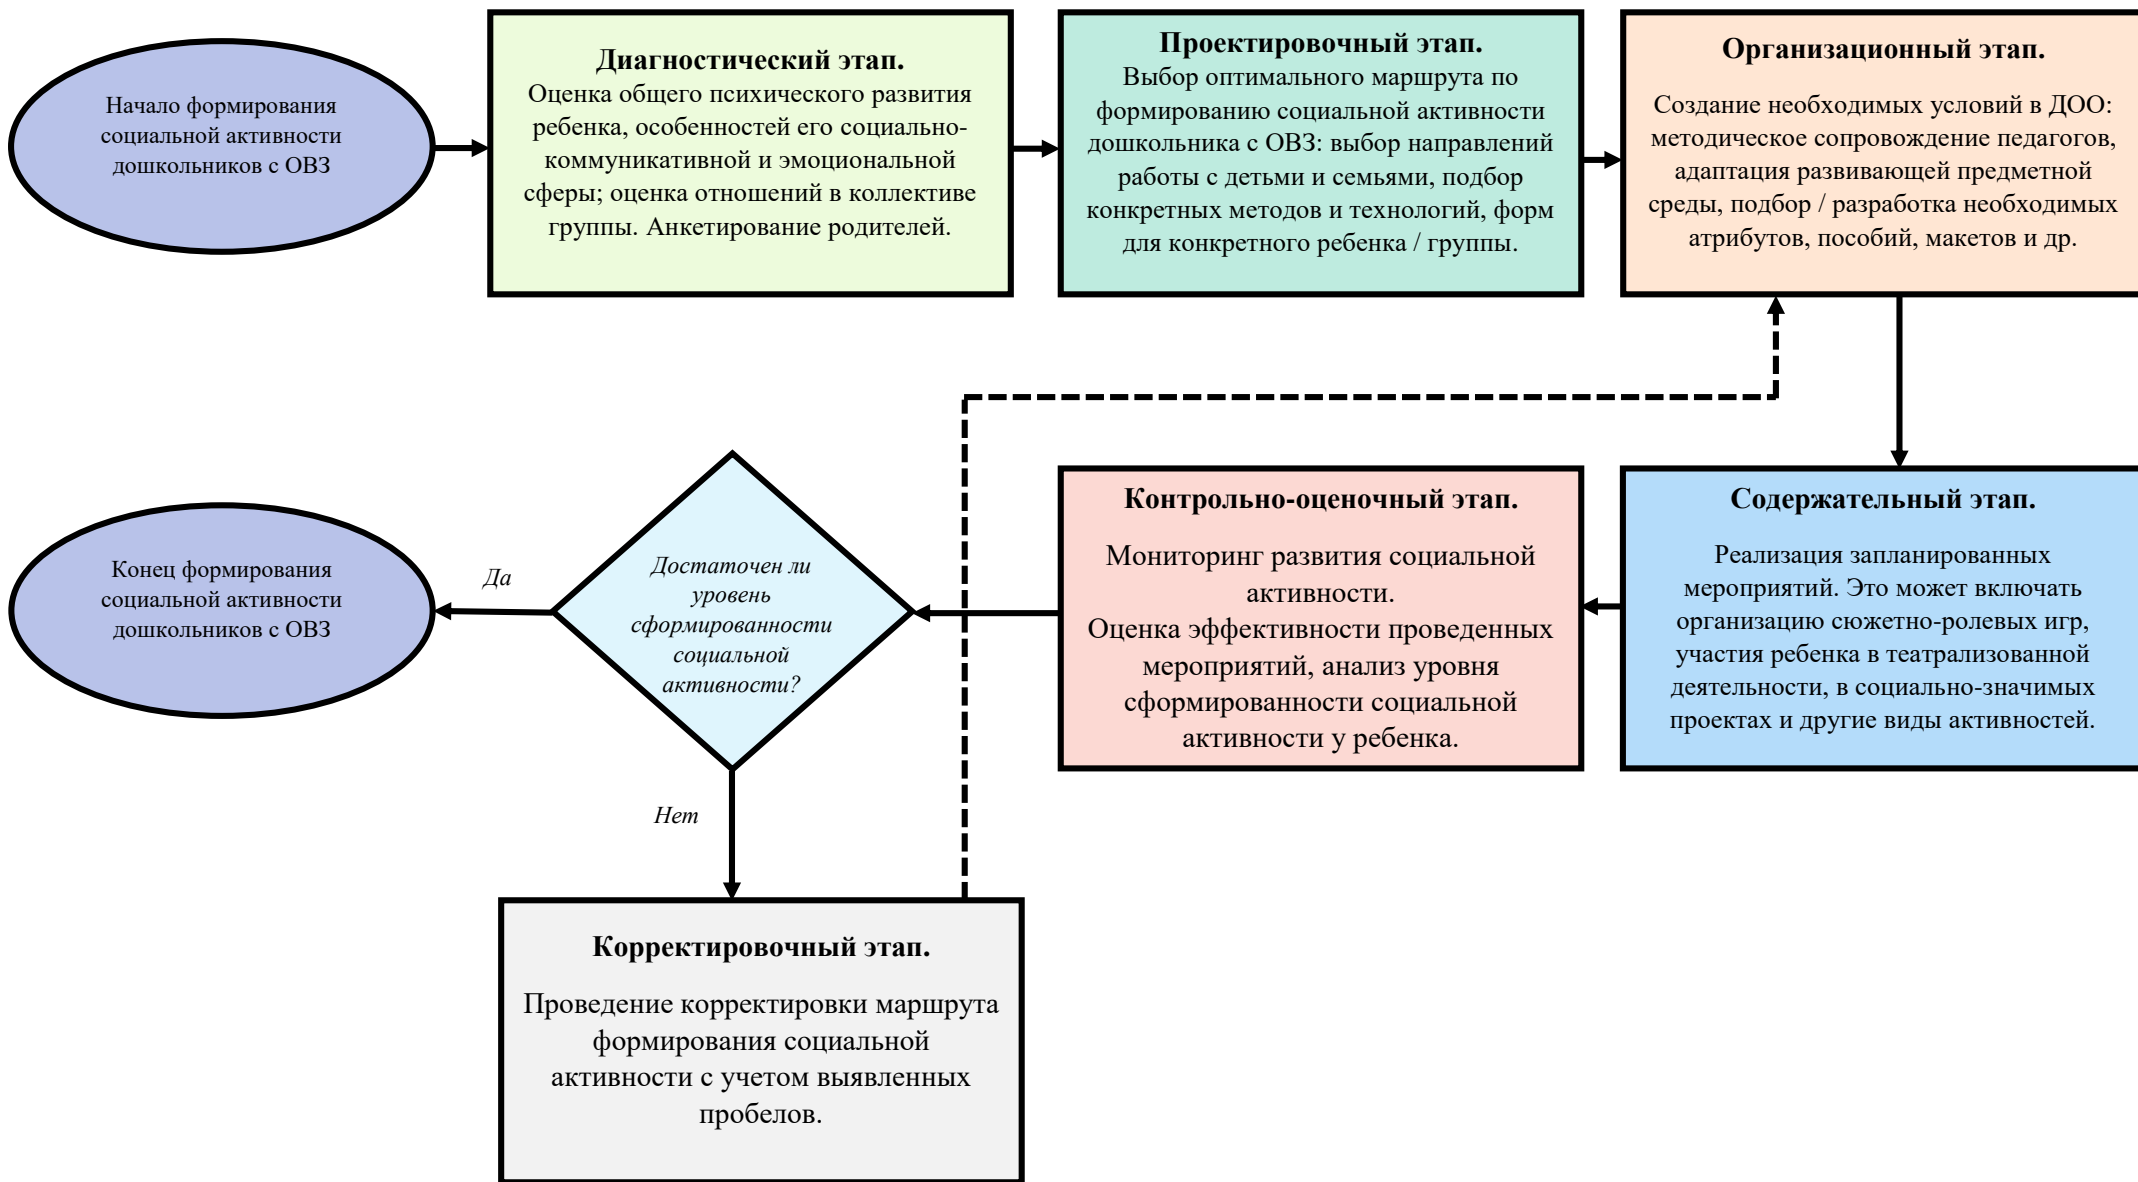 Начало формирования
социальной активности
дошкольников с ОВЗ
Диагностический этап.
Оценка общего психического развития
ребенка, особенностей его социально-
коммуникативной и эмоциональной
сферы; оценка отношений в коллективе
группы. Анкетирование родителей.
Проектировочный этап.
Выбор оптимального маршрута по
формированию социальной активности
дошкольника с ОВЗ: выбор направлений
работы с детьми и семьями, подбор
конкретных методов и технологий, форм
для конкретного ребенка / группы.
Организационный этап.
Создание необходимых условий в ДОО:
методическое сопровождение педагогов,
адаптация развивающей предметной
среды, подбор / разработка необходимых
атрибутов, пособий, макетов и др.
Содержательный этап.
Реализация запланированных
мероприятий. Это может включать
организацию сюжетно-ролевых игр,
участия ребенка в театрализованной
деятельности, в социально-значимых
проектах и другие виды активностей.
Контрольно-оценочный этап.
Мониторинг развития социальной
активности.
Оценка эффективности проведенных
мероприятий, анализ уровня
сформированности социальной
активности у ребенка.
Достаточен ли
уровень
сформированности
социальной
активности?
Да
Конец формирования
социальной активности
дошкольников с ОВЗ
Нет
Корректировочный этап.
Проведение корректировки маршрута
формирования социальной
активности с учетом выявленных
пробелов.